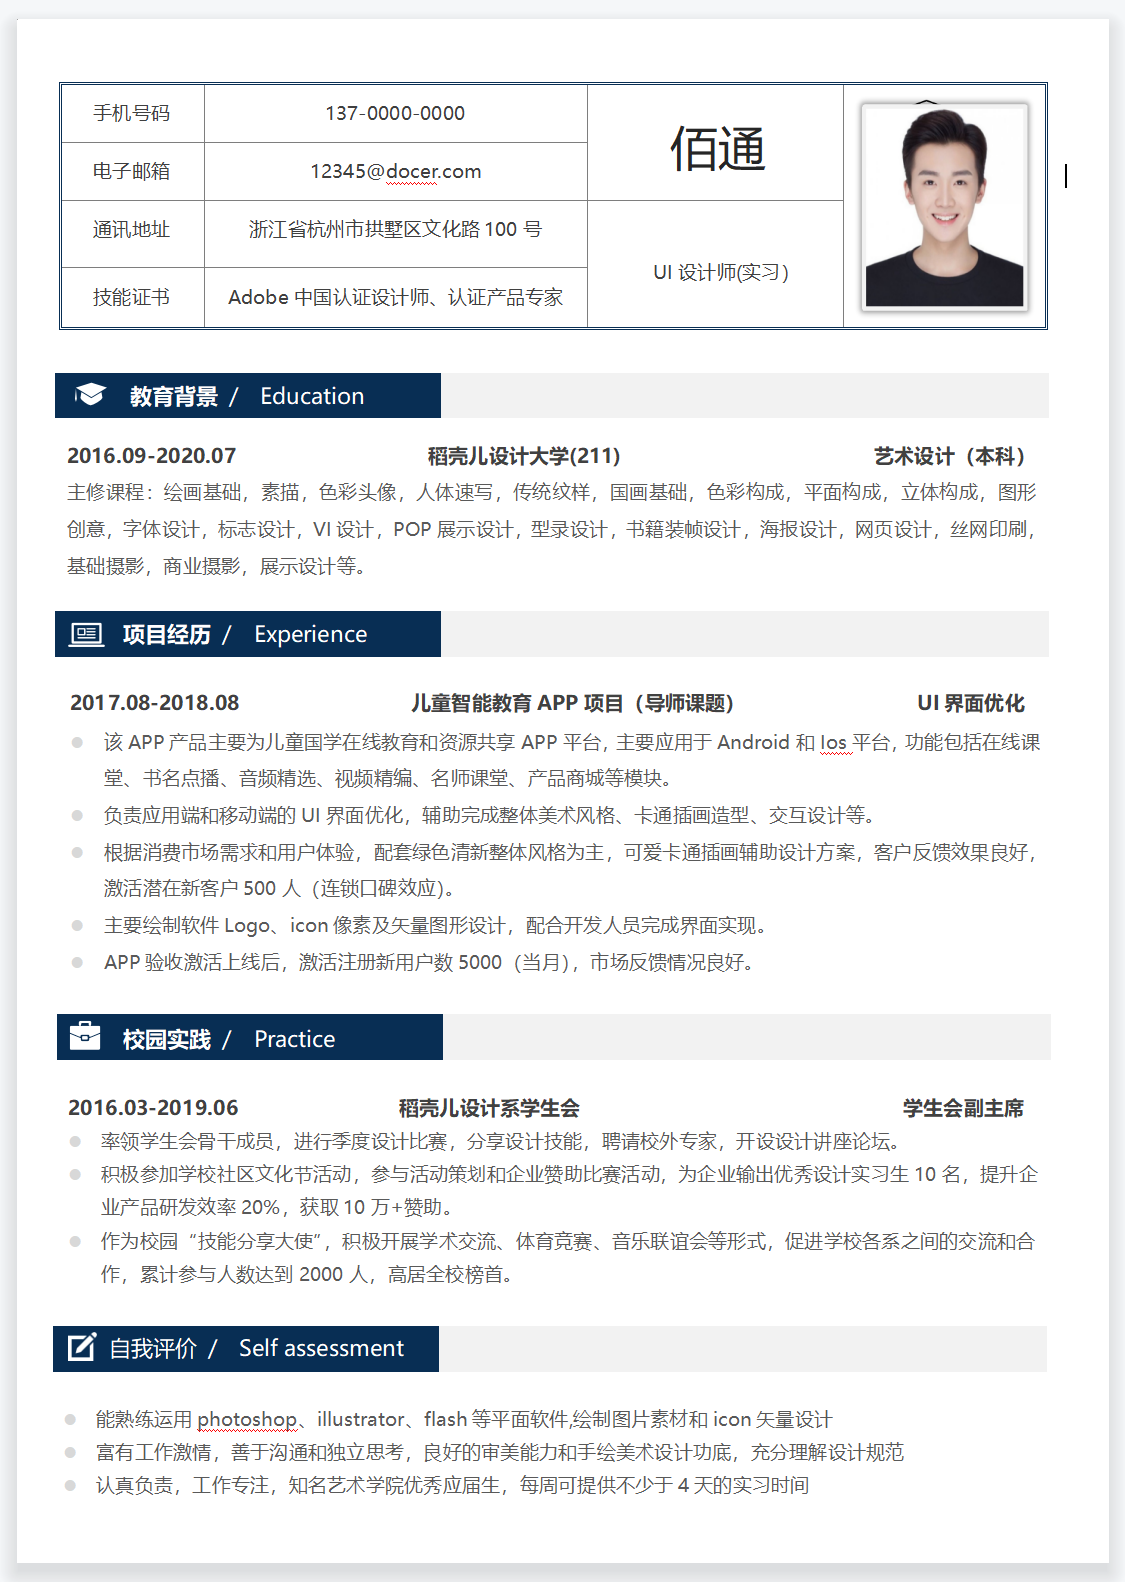 手机号码 137-0000-0000
佰通
电子邮箱 12345@docer.com
通讯地址 浙江省杭州市拱墅区文化路 100 号
UI 设计师(实习)
技能证书 Adobe 中国认证设计师、认证产品专家
教育背景 / Education
2016.09-2020.07 稻壳儿设计大学(211) 艺术设计（本科）
主修课程：绘画基础，素描，色彩头像，人体速写，传统纹样，国画基础，色彩构成，平面构成，立体构成，图形
创意，字体设计，标志设计，VI 设计，POP 展示设计，型录设计，书籍装帧设计，海报设计，网页设计，丝网印刷，
基础摄影，商业摄影，展示设计等。
项目经历 / Experience
2017.08-2018.08 儿童智能教育 APP 项目（导师课题） UI 界面优化
该 APP 产品主要为儿童国学在线教育和资源共享 APP 平台，主要应用于 Android 和 Ios 平台，功能包括在线课
堂、书名点播、音频精选、视频精编、名师课堂、产品商城等模块。
负责应用端和移动端的 UI 界面优化，辅助完成整体美术风格、卡通插画造型、交互设计等。
根据消费市场需求和用户体验，配套绿色清新整体风格为主，可爱卡通插画辅助设计方案，客户反馈效果良好，
激活潜在新客户 500 人（连锁口碑效应）。
主要绘制软件 Logo、icon 像素及矢量图形设计，配合开发人员完成界面实现。
APP 验收激活上线后，激活注册新用户数 5000（当月），市场反馈情况良好。
校园实践 / Practice
2016.03-2019.06 稻壳儿设计系学生会 学生会副主席
率领学生会骨干成员，进行季度设计比赛，分享设计技能，聘请校外专家，开设设计讲座论坛。
积极参加学校社区文化节活动，参与活动策划和企业赞助比赛活动，为企业输出优秀设计实习生 10 名，提升企
业产品研发效率 20%，获取 10 万+赞助。
作为校园“技能分享大使”，积极开展学术交流、体育竞赛、音乐联谊会等形式，促进学校各系之间的交流和合
作，累计参与人数达到 2000 人，高居全校榜首。
自我评价 / Self assessment
能熟练运用 photoshop、illustrator、flash 等平面软件,绘制图片素材和 icon 矢量设计
富有工作激情，善于沟通和独立思考，良好的审美能力和手绘美术设计功底，充分理解设计规范
认真负责，工作专注，知名艺术学院优秀应届生，每周可提供不少于 4 天的实习时间